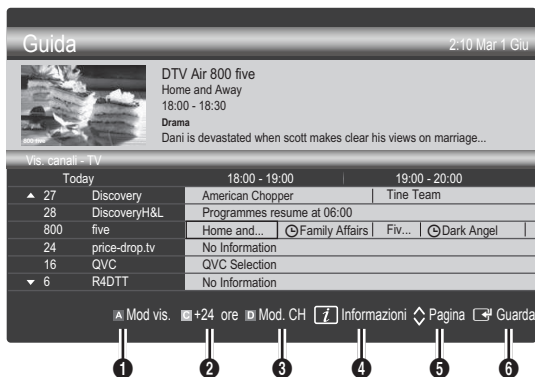 Guida 2:10 Mar 1 Giu
DTV Air 800 five
Home and Away
18:00 - 18:30
Drama
Dani is devastated when scott makes clear his views on marriage...
800 five
Vis. canali - TV
Today 18:00 - 19:00 19:00 - 20:00
▲ 27 Discovery American Chopper Tine Team
28 DiscoveryH&L Programmes resume at 06:00
800 five Home and... Family Affairs Fiv... Dark Angel
24 price-drop.tv No Information
16 QVC QVC Selection
▼ 6 R4DTT No Information
A Mod vis. C +24 ore D Mod. CH i Informazioni Pagina Guarda
1 2 3 4 5 6